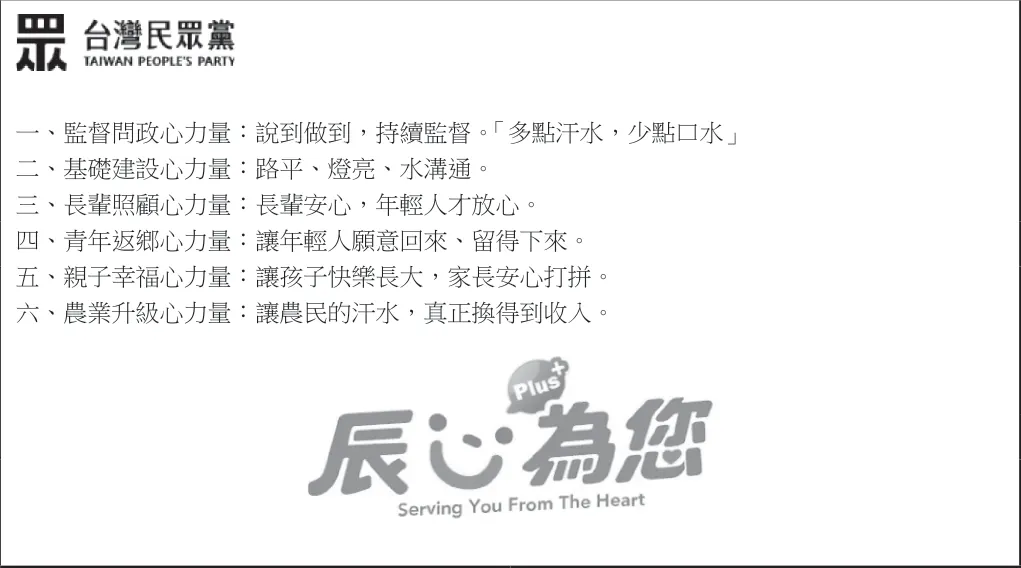 眾 台灣民眾黨
TAIWAN PEOPLE'S PARTY
一、監督問政心力量：說到做到，持續監督。「多點汗水，少點口水」
二、基礎建設心力量：路平、燈亮、水溝通。
三、長輩照顧心力量：長輩安心，年輕人才放心。
四、青年返鄉心力量：讓年輕人願意回來、留得下來。
五、親子幸福心力量：讓孩子快樂長大，家長安心打拼。
六、農業升級心力量：讓農民的汗水，真正換得到收入。
Plus+
辰心為您
Serving You From The Heart